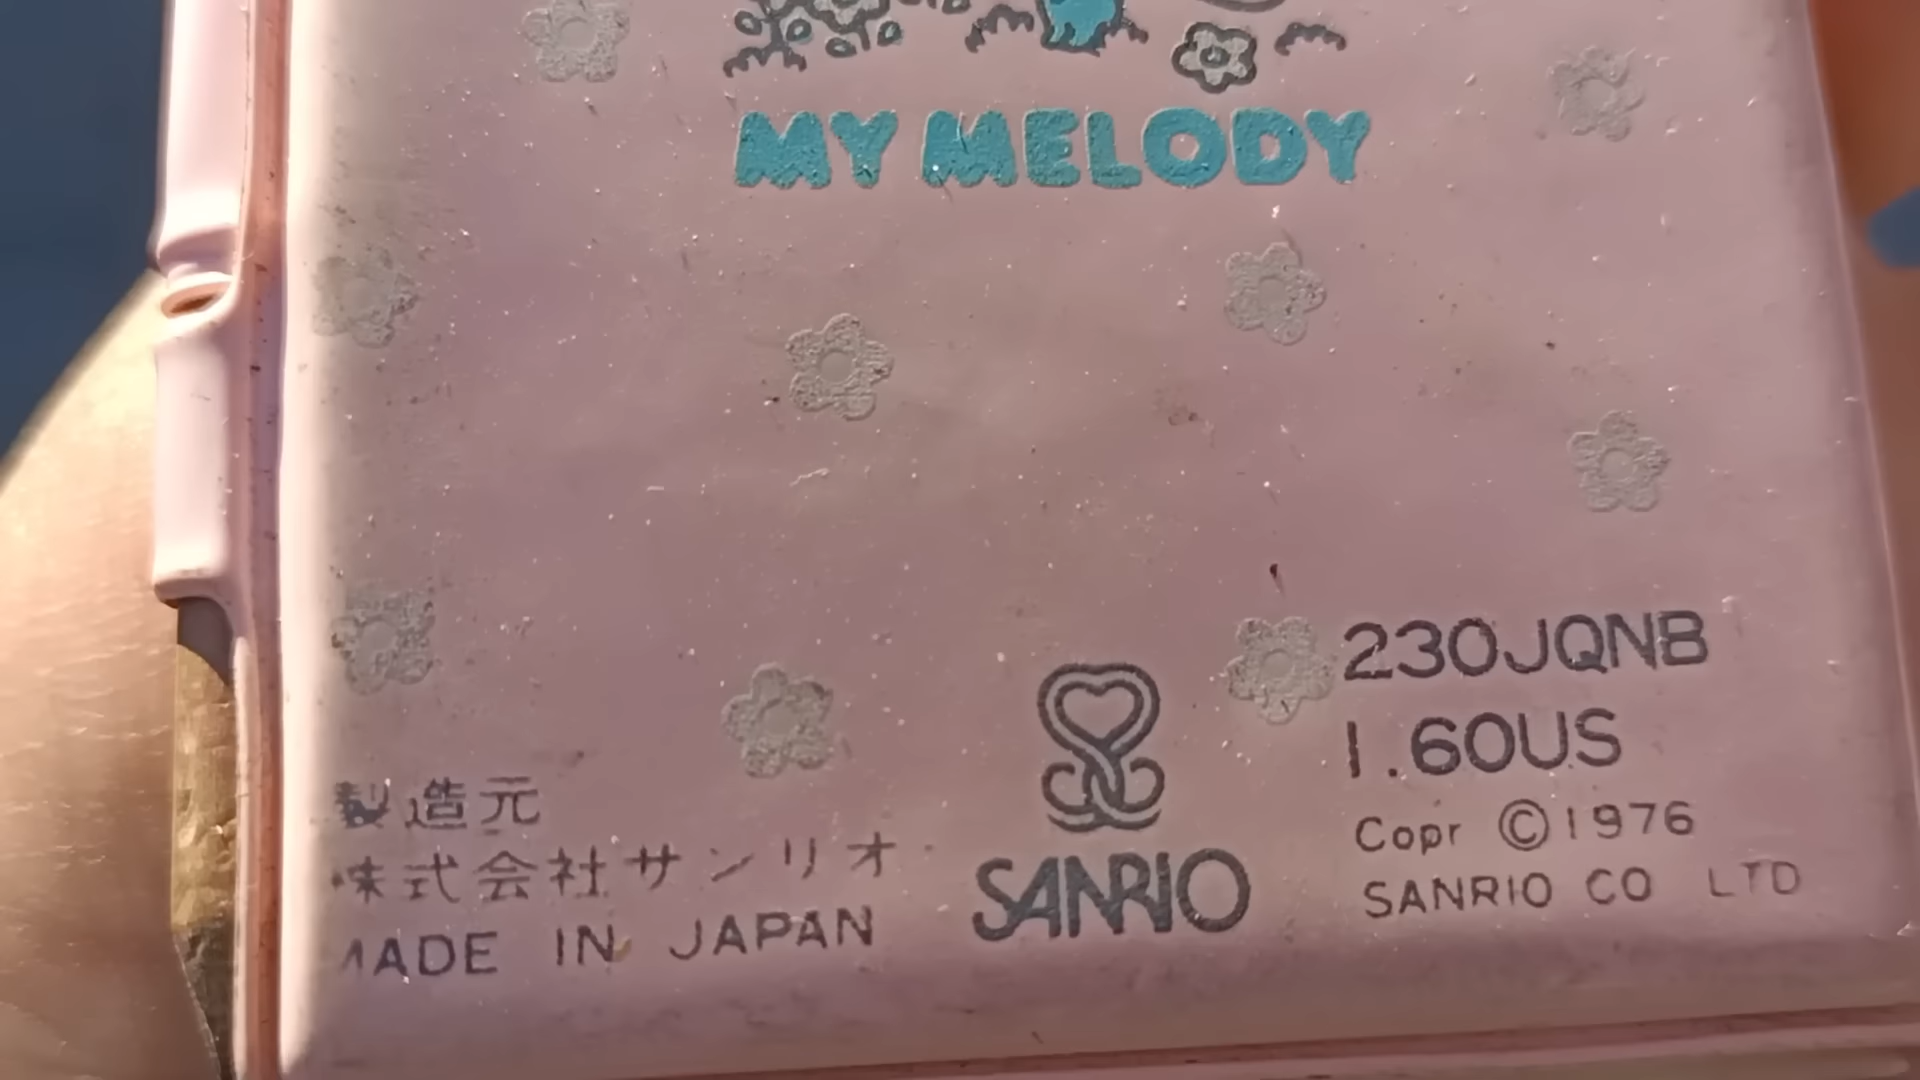 MY MELODY
230JQNB
1.60US
Copr ©1976
SANRIO CO LTD
SANRIO
製造元
株式会社サンリオ
MADE IN JAPAN